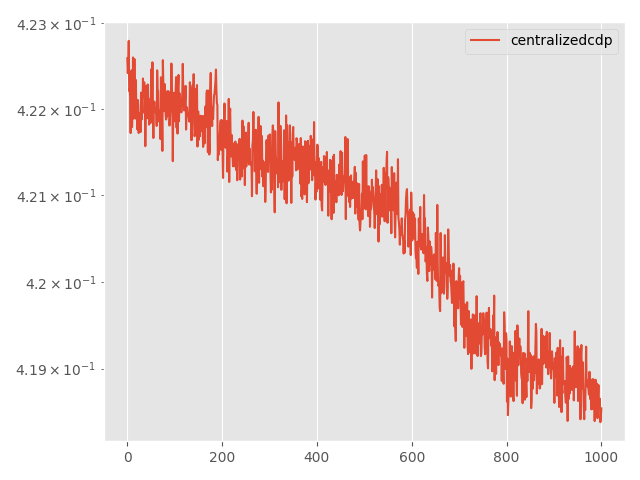 4.23 × 10⁻¹
centralizedcdp
4.22 × 10⁻¹
4.21 × 10⁻¹
4.2 × 10⁻¹
4.19 × 10⁻¹
0 200 400 600 800 1000